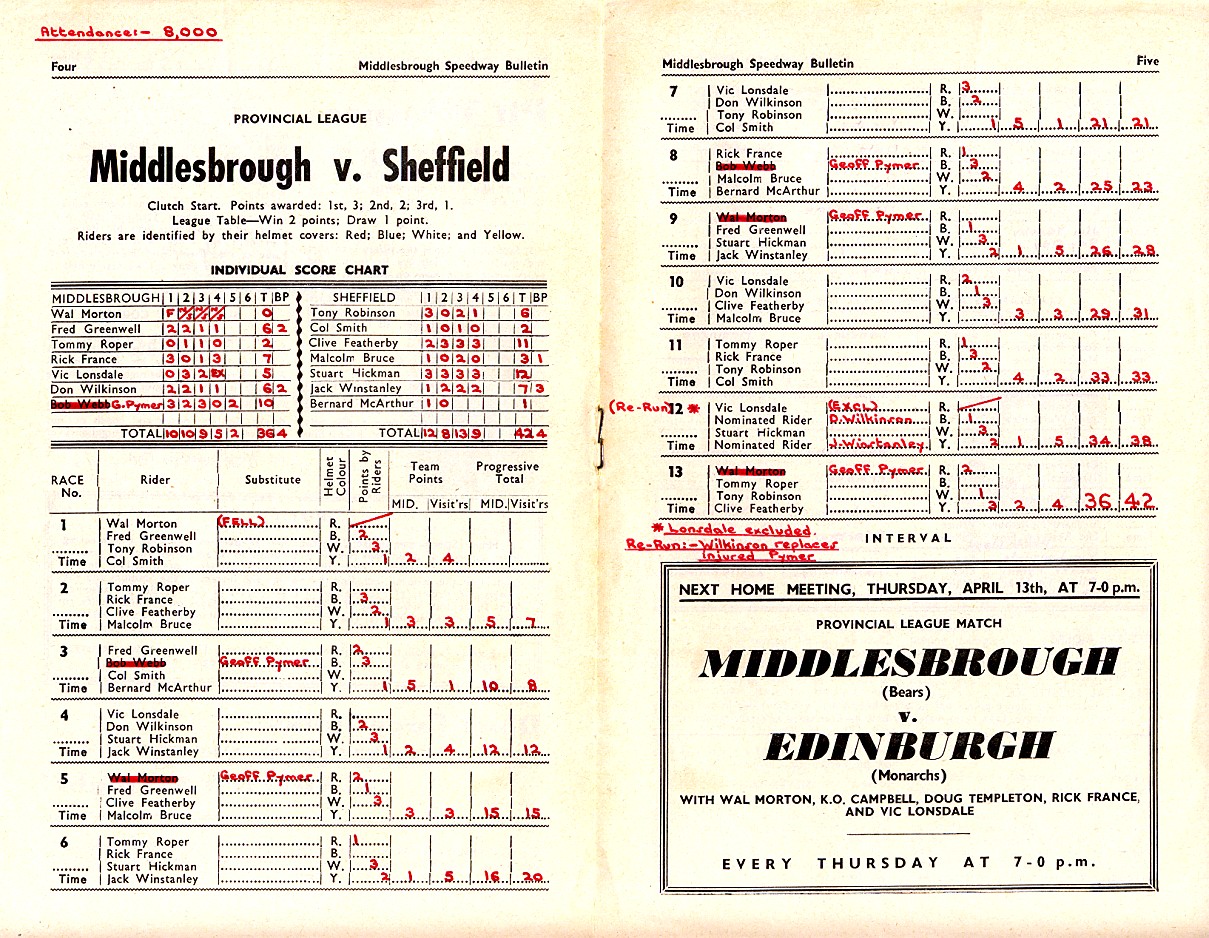 Attendance:- 8,000
Four Middlesbrough Speedway Bulletin
PROVINCIAL LEAGUE
Middlesbrough v. Sheffield
Clutch Start. Points awarded: 1st, 3; 2nd, 2; 3rd, 1.
League Table—Win 2 points; Draw 1 point.
Riders are identified by their helmet covers: Red; Blue; White; and Yellow.
INDIVIDUAL SCORE CHART
MIDDLESBROUGH 1 2 3 4 5 6 T BP
Wal Morton F 0
Fred Greenwell 2 2 1 1 6 2
Tommy Roper 0 1 1 0 2
Rick France 3 0 1 3 7
Vic Lonsdale 0 3 2 EX 5
Don Wilkinson 2 2 1 1 6 2
Bob Webb G.Pymer 3 2 3 0 2 10
TOTAL 10 10 9 5 2 36 4
SHEFFIELD 1 2 3 4 5 6 T BP
Tony Robinson 3 0 2 1 6
Col Smith 1 0 1 0 2
Clive Featherby 2 3 3 3 11
Malcolm Bruce 1 0 2 0 3 1
Stuart Hickman 3 3 3 3 12
Jack Winstanley 1 2 2 2 7 3
Bernard McArthur 1 0 1
TOTAL 12 8 13 9 42 4
RACE No. Rider Substitute Helmet Colour Points by Riders Team Points Progressive Total
MID. Visit'rs MID. Visit'rs
1 Wal Morton (FELL) R.
Fred Greenwell B. 2
Tony Robinson W. 3
Time Col Smith Y. 1 2 4
2 Tommy Roper R.
Rick France B. 3
Clive Featherby W. 2
Time Malcolm Bruce Y. 1 3 3 5 7
3 Fred Greenwell R. 2
Bob Webb Geoff Pymer B. 3
Col Smith W.
Time Bernard McArthur Y. 1 5 1 10 8
4 Vic Lonsdale R.
Don Wilkinson B. 2
Stuart Hickman W. 3
Time Jack Winstanley Y. 1 2 4 12 12
5 Wal Morton Geoff Pymer R. 2
Fred Greenwell B. 1
Clive Featherby W. 3
Time Malcolm Bruce Y. 3 3 15 15
6 Tommy Roper R. 1
Rick France B.
Stuart Hickman W. 3
Time Jack Winstanley Y. 2 1 5 16 20
Middlesbrough Speedway Bulletin Five
7 Vic Lonsdale R. 3
Don Wilkinson B. 2
Tony Robinson W.
Time Col Smith Y. 1 5 1 21 21
8 Rick France R. 1
Bob Webb Geoff Pymer B. 3
Malcolm Bruce W. 2
Time Bernard McArthur Y. 4 2 25 23
9 Wal Morton Geoff Pymer R.
Fred Greenwell B. 1
Stuart Hickman W. 3
Time Jack Winstanley Y. 2 1 5 26 28
10 Vic Lonsdale R. 2
Don Wilkinson B. 1
Clive Featherby W. 3
Time Malcolm Bruce Y. 3 3 29 31
11 Tommy Roper R. 1
Rick France B. 3
Tony Robinson W. 2
Time Col Smith Y. 4 2 33 33
(Re-Run) 12 * Vic Lonsdale (EXCL) R.
Nominated Rider D.Wilkinson B. 1
Stuart Hickman W. 3
Time Nominated Rider J.Winstanley Y. 2 1 5 34 38
13 Wal Morton Geoff Pymer R. 2
Tommy Roper B.
Tony Robinson W. 1
Time Clive Featherby Y. 3 2 4 36 42
* Lonsdale excluded.
Re-Run:- Wilkinson replaces
injured Pymer
INTERVAL
NEXT HOME MEETING, THURSDAY, APRIL 13th, AT 7-0 p.m.
PROVINCIAL LEAGUE MATCH
MIDDLESBROUGH
(Bears)
v.
EDINBURGH
(Monarchs)
WITH WAL MORTON, K.O. CAMPBELL, DOUG TEMPLETON, RICK FRANCE,
AND VIC LONSDALE
EVERY THURSDAY AT 7-0 p.m.